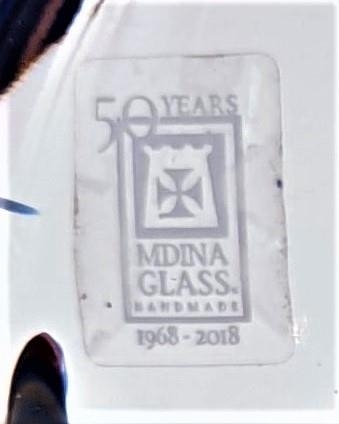 50 YEARS
MDINA
GLASS®
HANDMADE
1968 - 2018